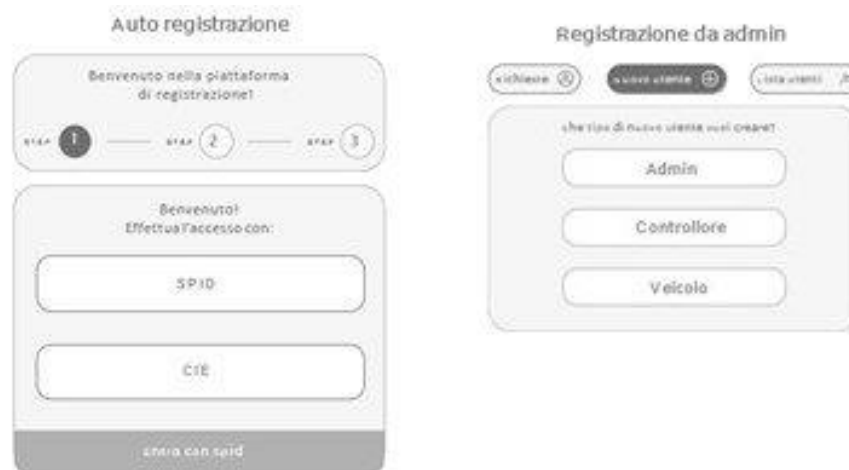 Auto registrazione
Benvenuto nella piattaforma
di registrazione!
STEP 1
STEP 2
STEP 3
Benvenuto!
Effettua l'accesso con:
SPID
CIE
entra con spid
Registrazione da admin
richieste
nuovo utente
Lista utenti
che tipo di nuovo utente vuoi creare?
Admin
Controllore
Veicolo